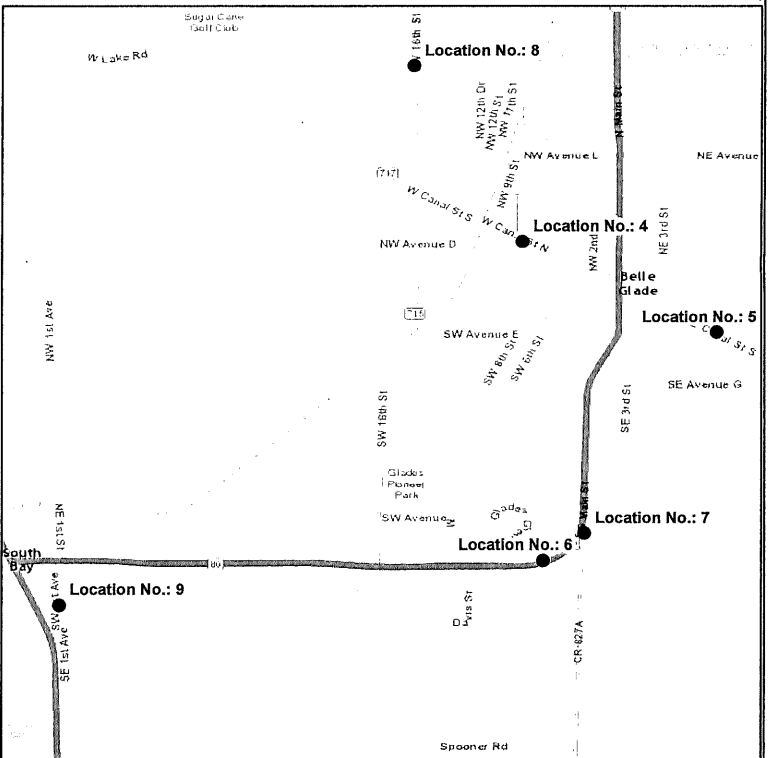 Sugar Cane
Golf Club
W Lake Rd
16th St
Location No.: 8
N Main St
NW 12th Dr
NW 12th St
NW 11th St
NW Avenue L
NE Avenue
717
W Canal St S
NW 9th St
W Canal St N
Location No.: 4
NW Avenue D
NW 2nd
NE 3rd St
Belle
Glade
NW 1st Ave
715
Location No.: 5
SW Avenue E
SW 8th St
SW 6th St
St S
SE Avenue G
SE 3rd St
SW 16th St
Glades
Pioneer
Park
SW Avenue M
Glades
Main St
Location No.: 7
NE 1st St
South
Bay
80
Location No.: 6
Location No.: 9
SE 1st Ave
CR-827A
Spooner Rd